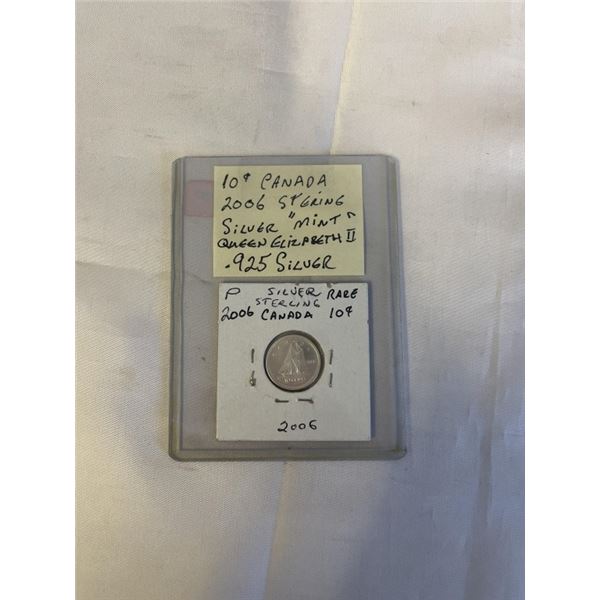 10¢ CANADA
2006 STERING
SILVER "MINT"
QUEEN ELIZABETH II
.925 SILVER
P SILVER RARE
STERLING
2006 CANADA 10¢
2006